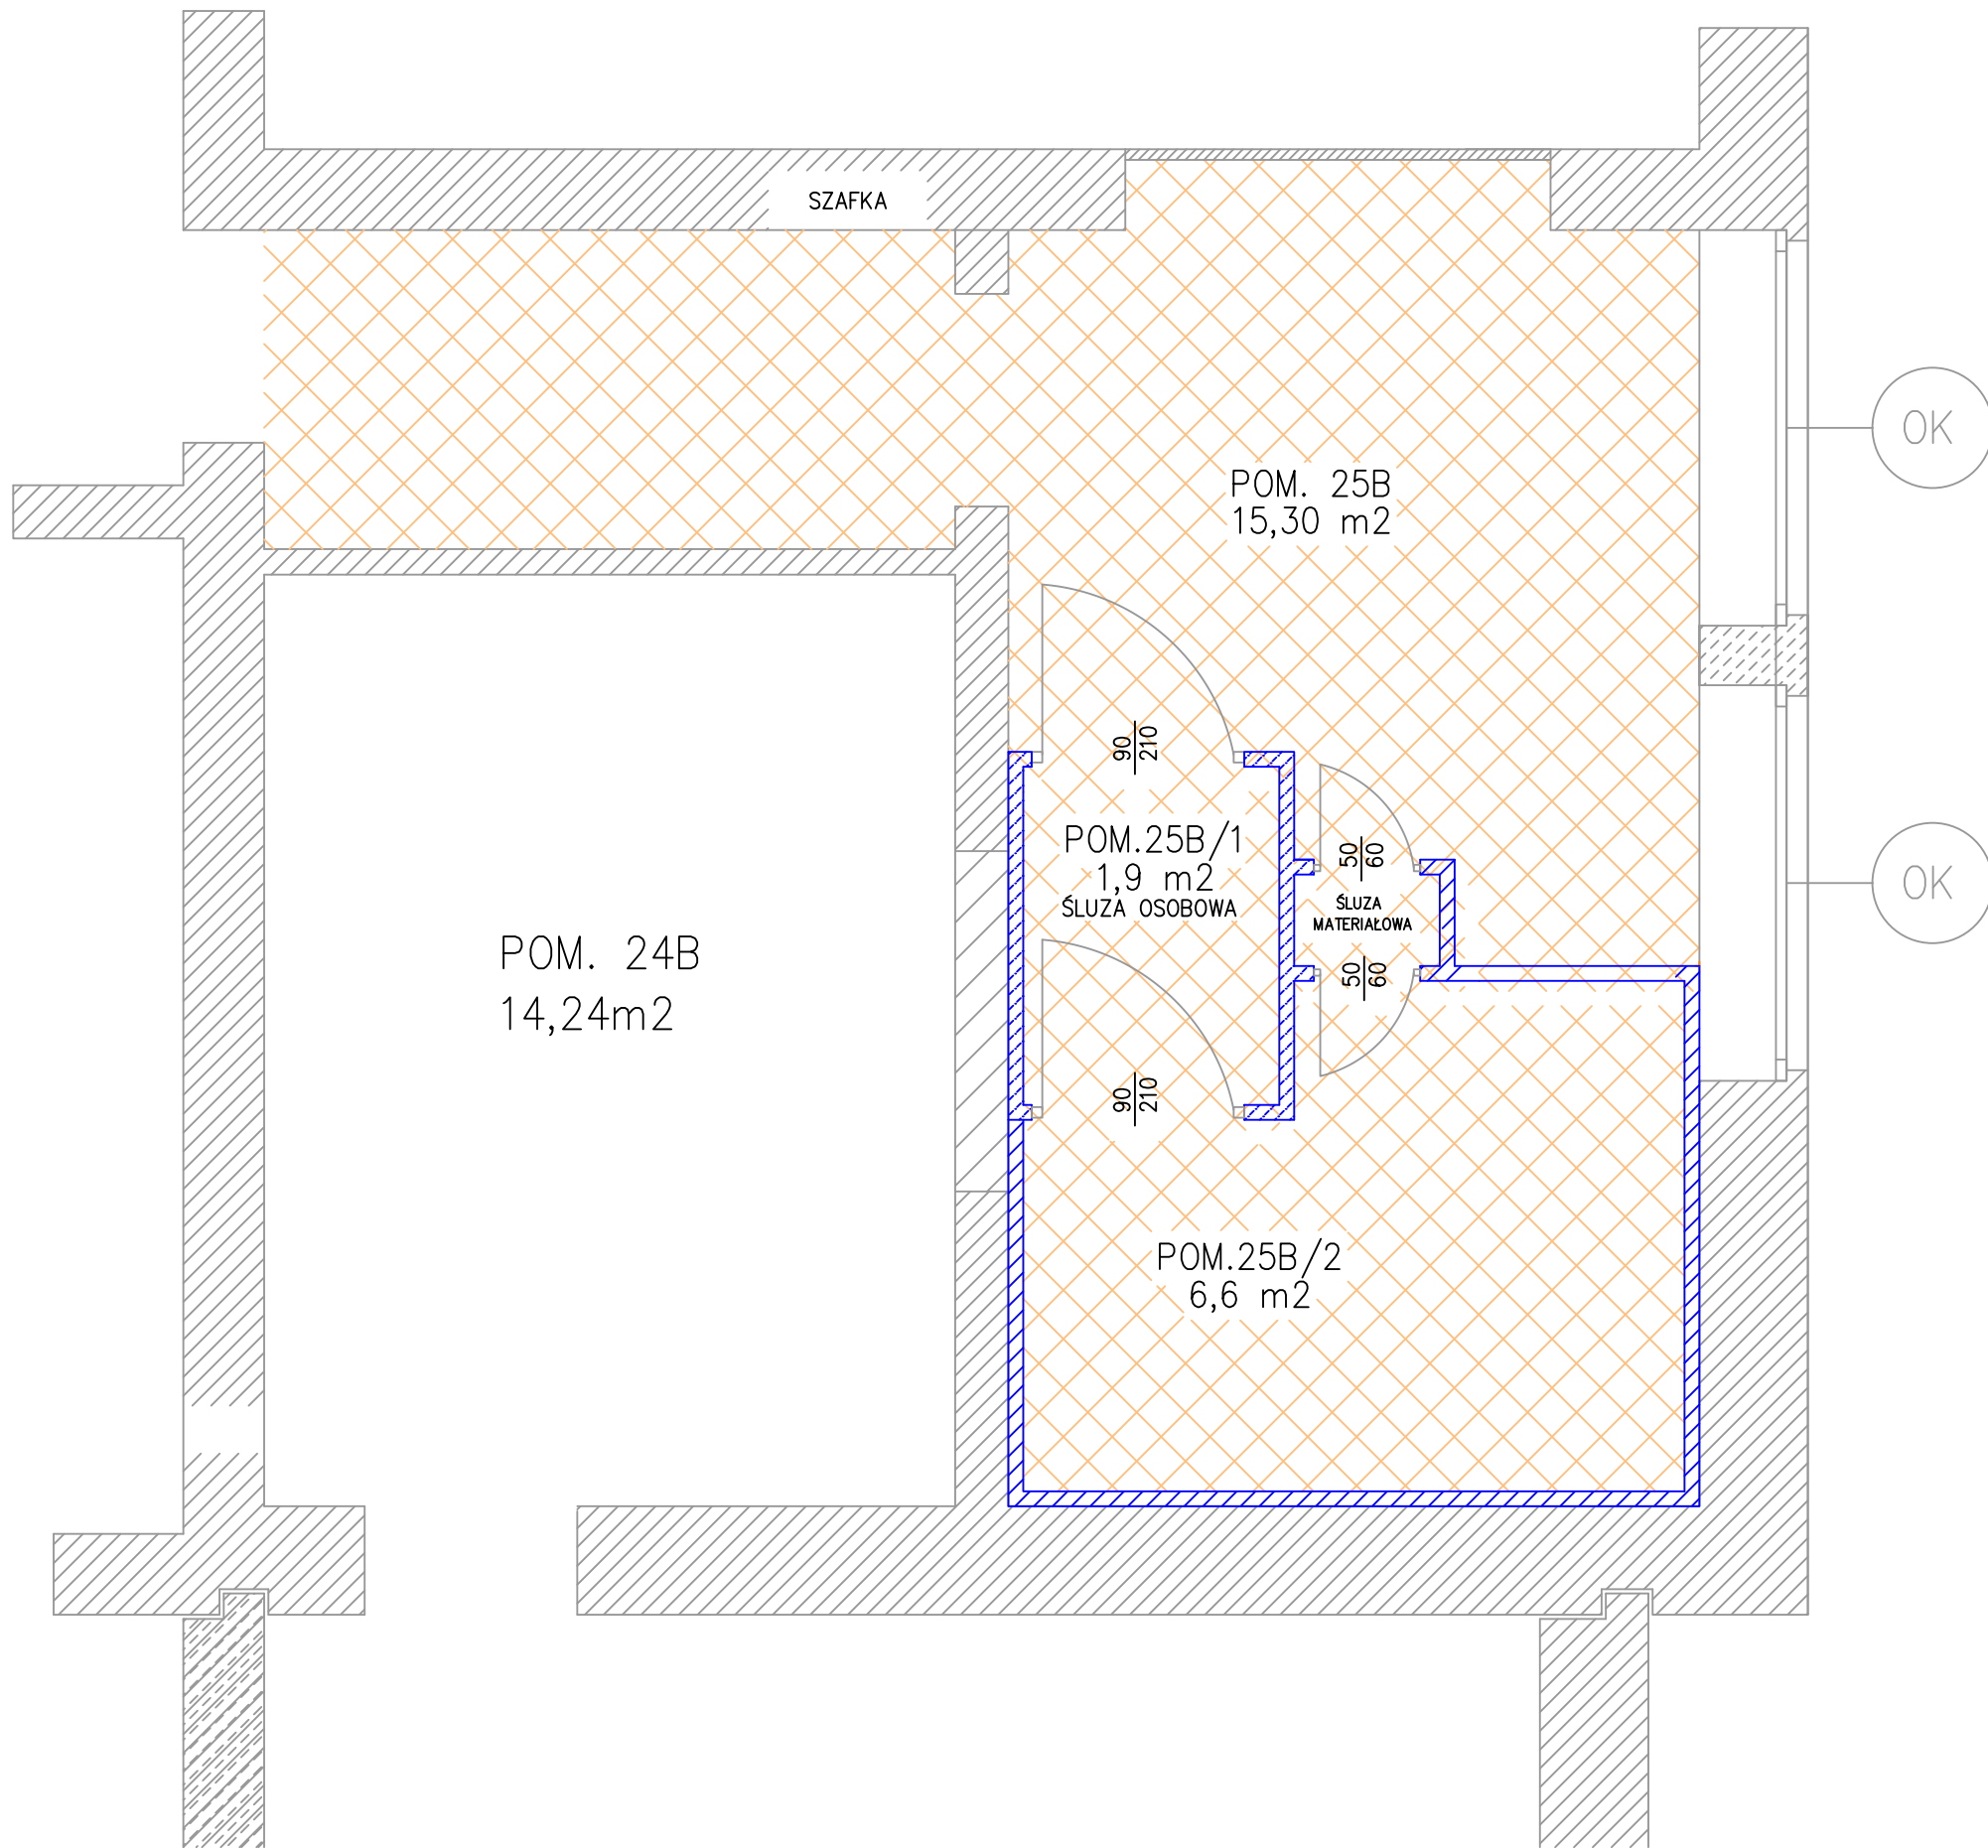 SZAFKA
OK
POM. 25B
15,30 m2
90
210
POM.25B/1
1,9 m2
ŚLUZA OSOBOWA
50
60
ŚLUZA
MATERIAŁOWA
OK
POM. 24B
14,24m2
50
60
90
210
POM.25B/2
6,6 m2